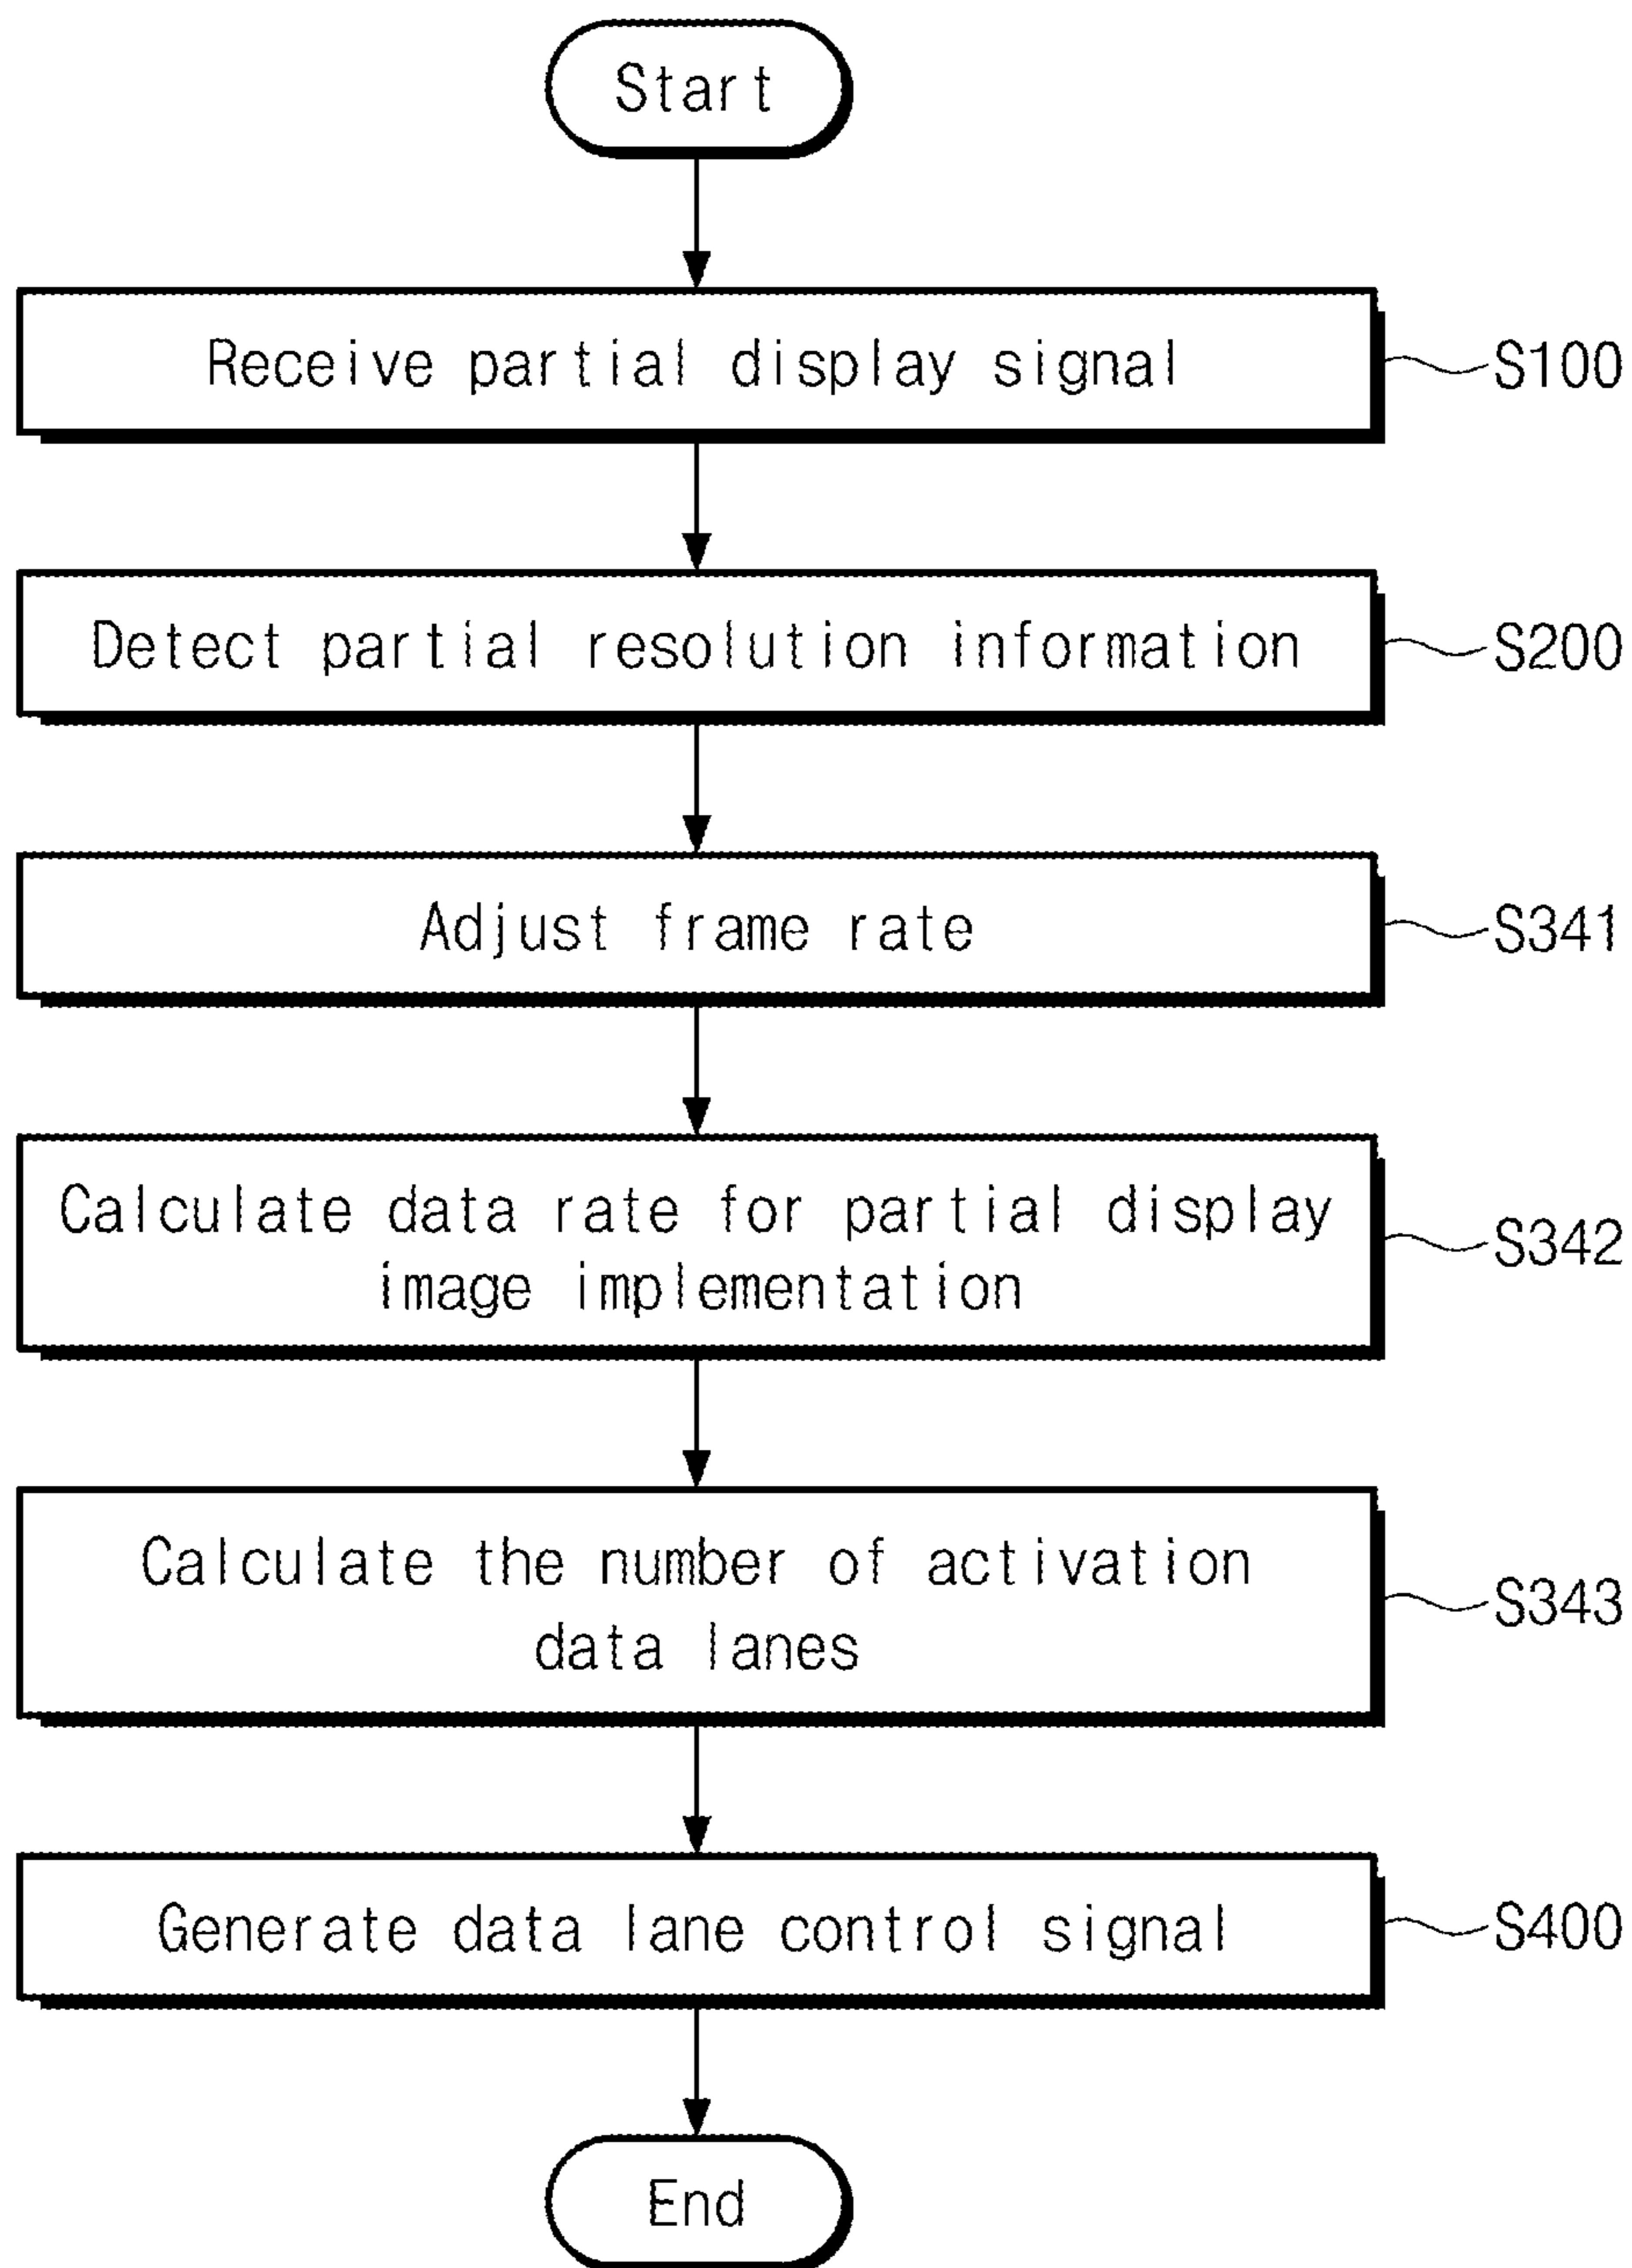 Start
Receive partial display signal
S100
Detect partial resolution information
S200
Adjust frame rate
S341
Calculate data rate for partial display
image implementation
S342
Calculate the number of activation
data lanes
S343
Generate data lane control signal
S400
End